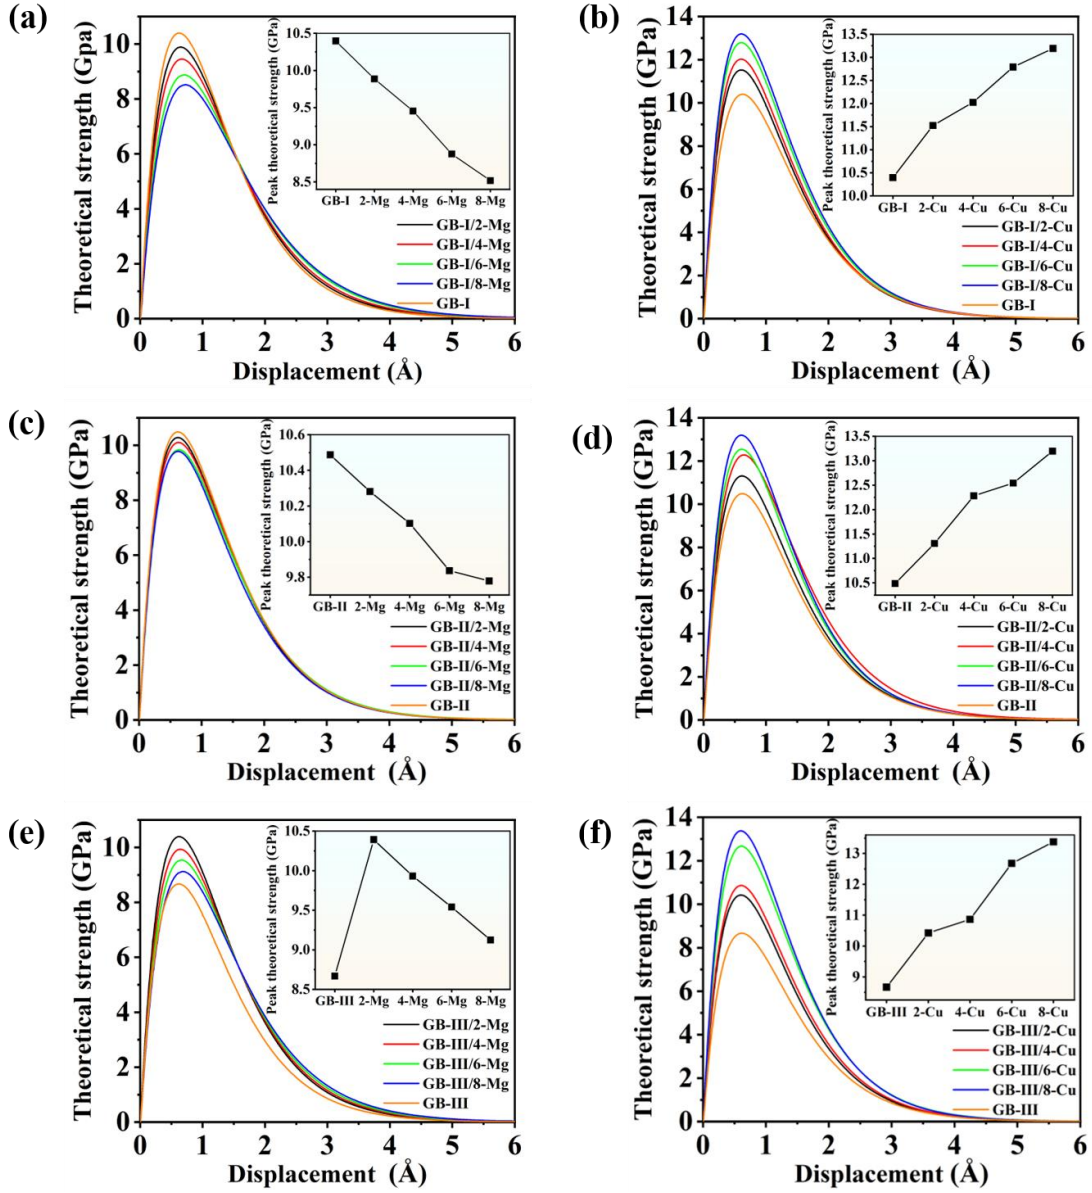 (a)
Theoretical strength (Gpa)
10
8
6
4
2
0
0 1 2 3 4 5 6
Displacement (Å)
Peak theoretical strength (GPa)
10.5
10.0
9.5
9.0
8.5
GB-I 2-Mg 4-Mg 6-Mg 8-Mg
GB-I/2-Mg
GB-I/4-Mg
GB-I/6-Mg
GB-I/8-Mg
GB-I
(b)
Theoretical strength (GPa)
14
12
10
8
6
4
2
0
0 1 2 3 4 5 6
Displacement (Å)
Peak theoretical strength (GPa)
13.5
13.0
12.5
12.0
11.5
11.0
10.5
10.0
GB-I 2-Cu 4-Cu 6-Cu 8-Cu
GB-I/2-Cu
GB-I/4-Cu
GB-I/6-Cu
GB-I/8-Cu
GB-I
(c)
Theoretical strength (GPa)
10
8
6
4
2
0
0 1 2 3 4 5 6
Displacement (Å)
Peak theoretical strength (GPa)
10.6
10.4
10.2
10.0
9.8
GB-II 2-Mg 4-Mg 6-Mg 8-Mg
GB-II/2-Mg
GB-II/4-Mg
GB-II/6-Mg
GB-II/8-Mg
GB-II
(d)
Theoretical strength (GPa)
14
12
10
8
6
4
2
0
0 1 2 3 4 5 6
Displacement (Å)
Peak theoretical strength (GPa)
13.5
13.0
12.5
12.0
11.5
11.0
10.5
GB-II 2-Cu 4-Cu 6-Cu 8-Cu
GB-II/2-Cu
GB-II/4-Cu
GB-II/6-Cu
GB-II/8-Cu
GB-II
(e)
Theoretical strength (GPa)
10
8
6
4
2
0
0 1 2 3 4 5 6
Displacement (Å)
Peak theoretical strength (GPa)
10.5
10.0
9.5
9.0
8.5
GB-III 2-Mg 4-Mg 6-Mg 8-Mg
GB-III/2-Mg
GB-III/4-Mg
GB-III/6-Mg
GB-III/8-Mg
GB-III
(f)
Theoretical strength (GPa)
14
12
10
8
6
4
2
0
0 1 2 3 4 5 6
Displacement (Å)
Peak theoretical strength (GPa)
13
12
11
10
9
GB-III 2-Cu 4-Cu 6-Cu 8-Cu
GB-III/2-Cu
GB-III/4-Cu
GB-III/6-Cu
GB-III/8-Cu
GB-III